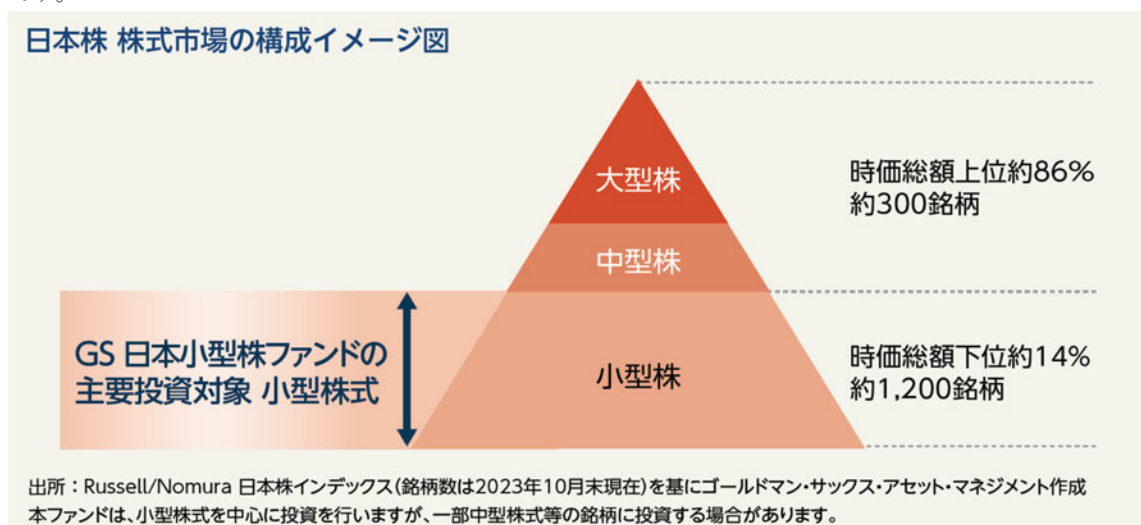 す。
日本株 株式市場の構成イメージ図
大型株
時価総額上位約86%
約300銘柄
中型株
GS 日本小型株ファンドの
主要投資対象 小型株式
小型株
時価総額下位約14%
約1,200銘柄
出所：Russell/Nomura 日本株インデックス(銘柄数は2023年10月末現在)を基にゴールドマン・サックス・アセット・マネジメント作成
本ファンドは、小型株式を中心に投資を行いますが、一部中型株式等の銘柄に投資する場合があります。